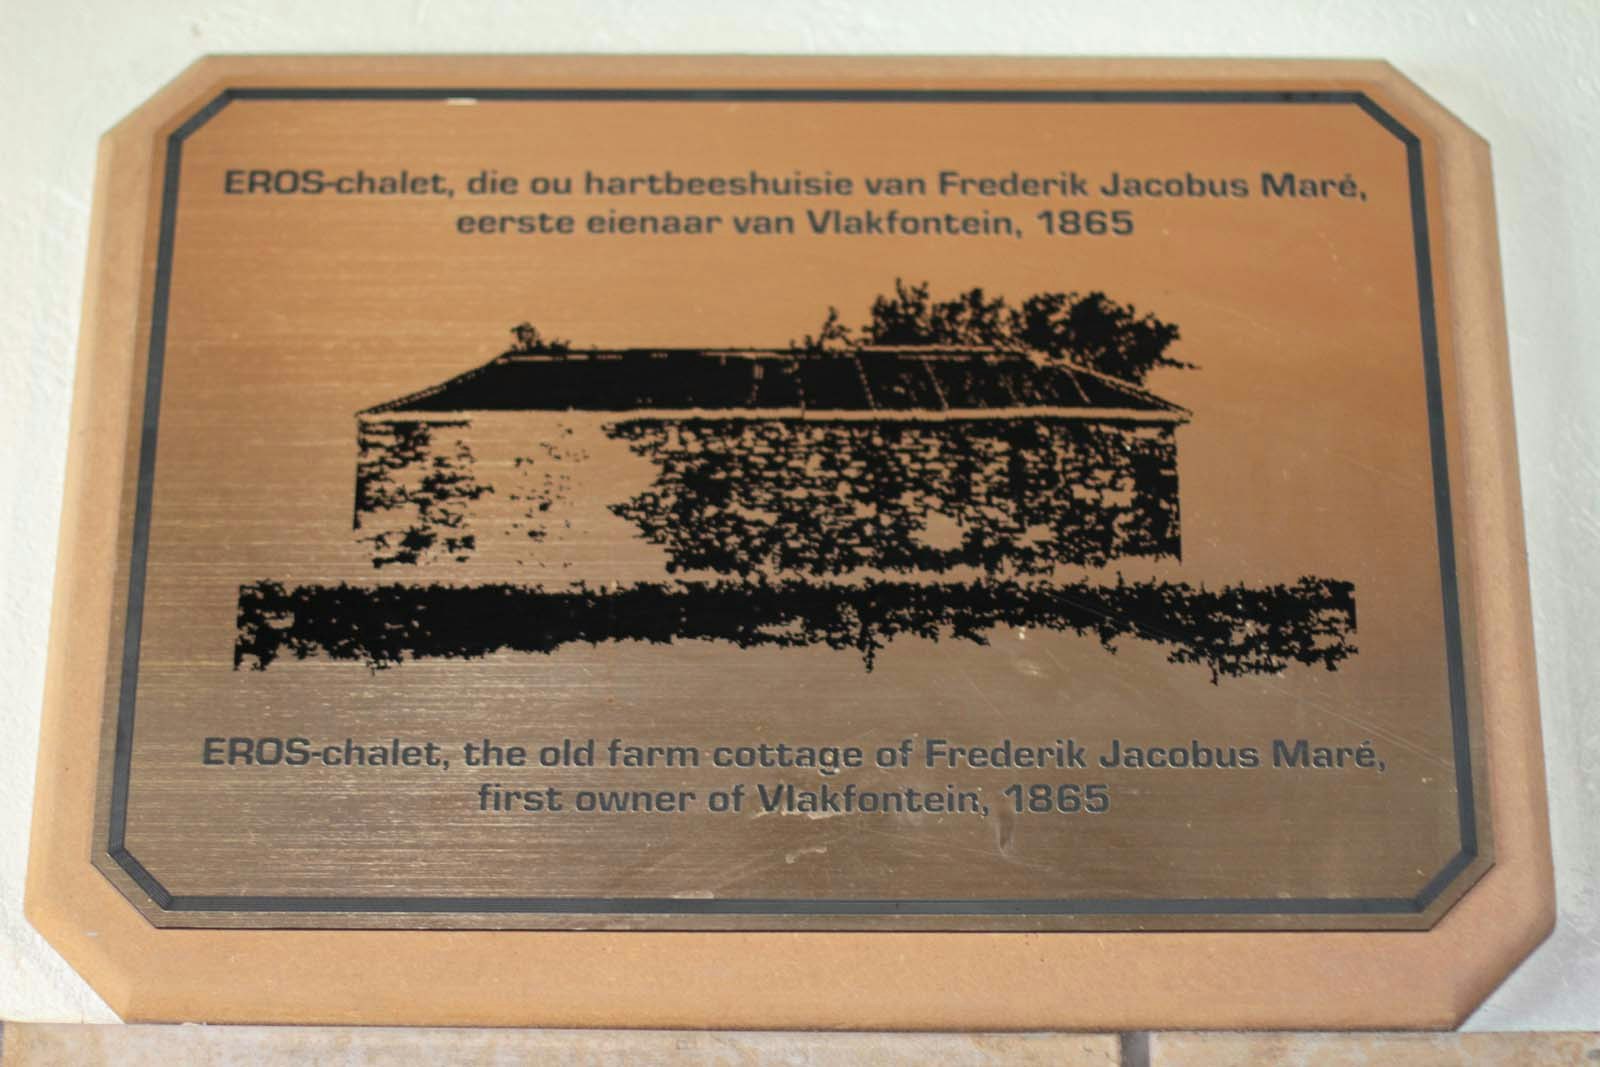 EROS-chalet, die ou hartbeeshuisie van Frederik Jacobus Maré,
eerste eienaar van Vlakfontein, 1865
EROS-chalet, the old farm cottage of Frederik Jacobus Maré,
first owner of Vlakfontein, 1865